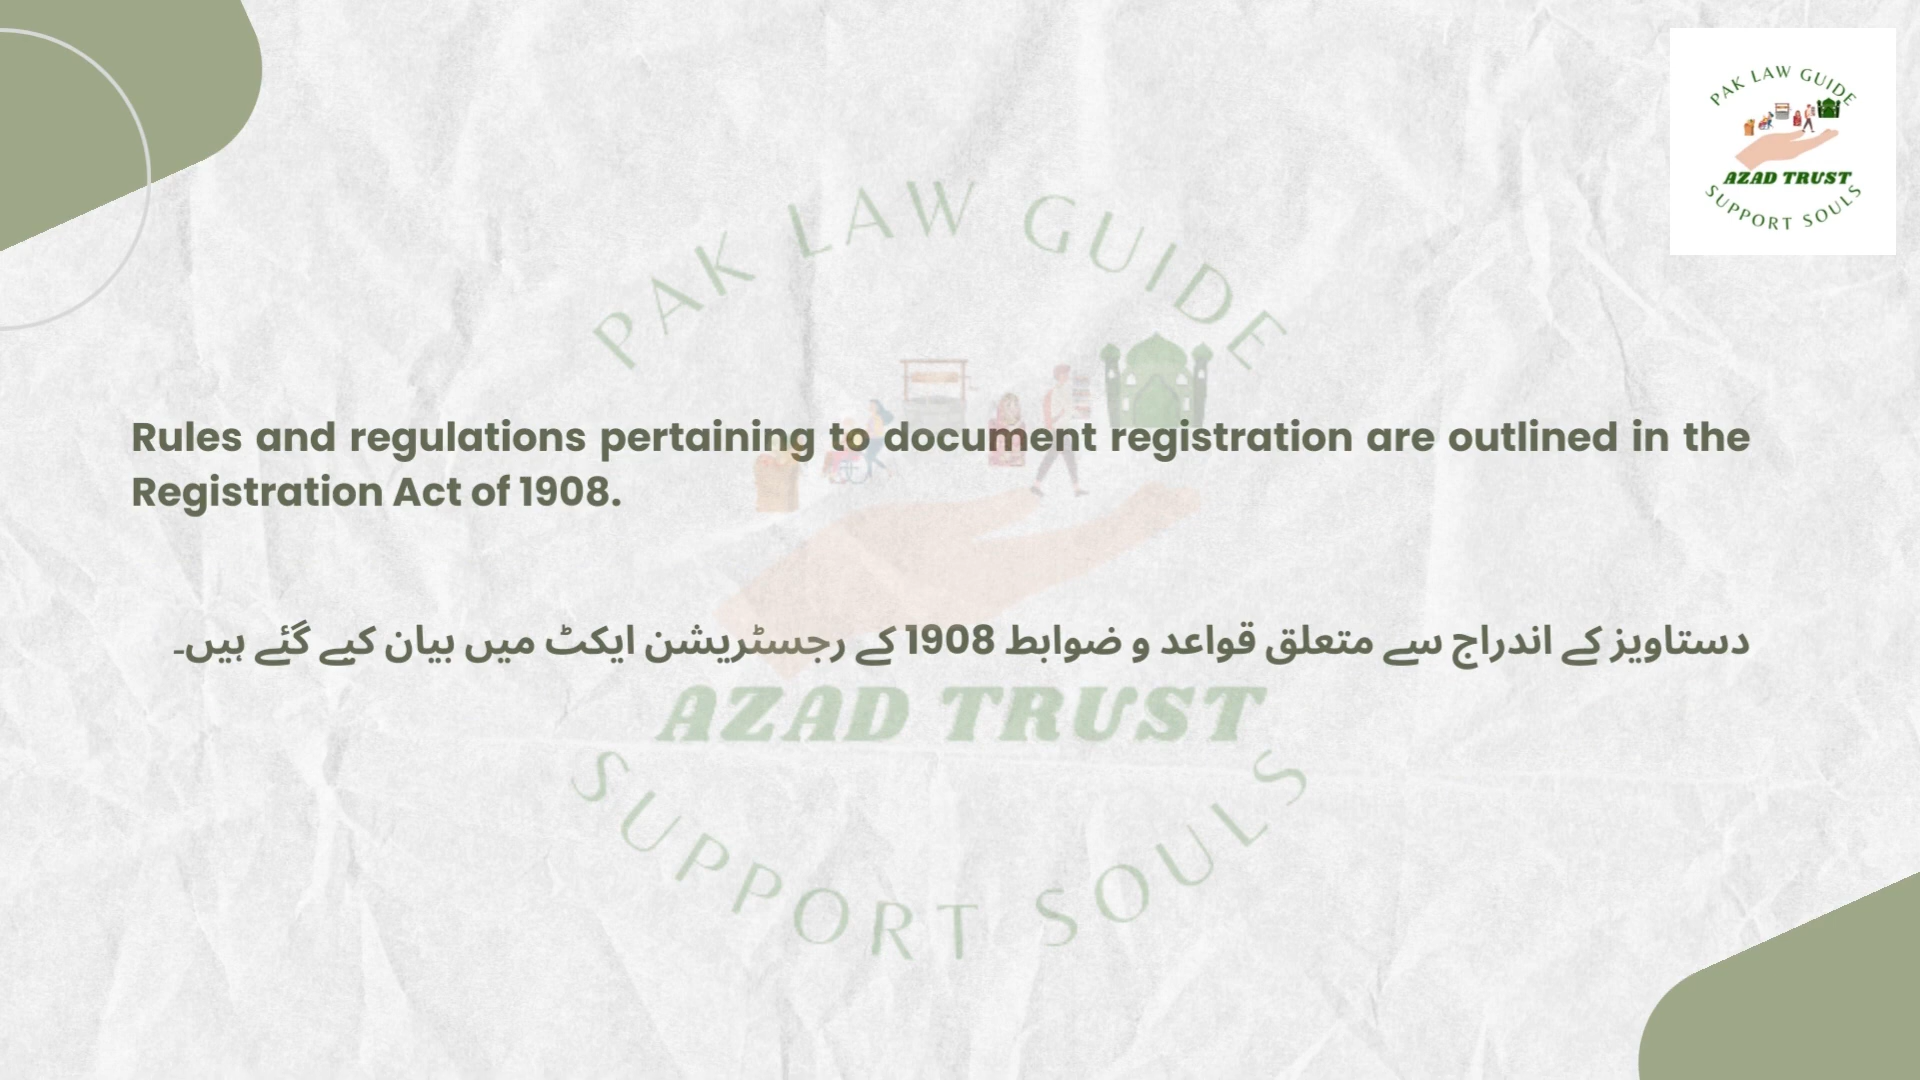 PAK LAW GUIDE
AZAD TRUST
SUPPORT SOULS
PAK LAW GUIDE
Rules and regulations pertaining to document registration are outlined in the
Registration Act of 1908.
دستاویز کے اندراج سے متعلق قواعد و ضوابط 1908 کے رجسٹریشن ایکٹ میں بیان کیے گئے ہیں۔
AZAD TRUST
SUPPORT SOULS